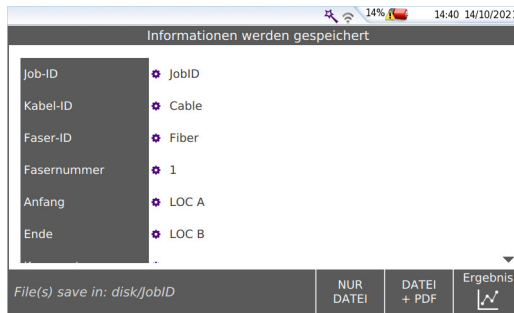 14% 14:40 14/10/2021
Informationen werden gespeichert
Job-ID JobID
Kabel-ID Cable
Faser-ID Fiber
Fasernummer 1
Anfang LOC A
Ende LOC B
File(s) save in: disk/JobID
NUR DATEI
DATEI + PDF
Ergebnis